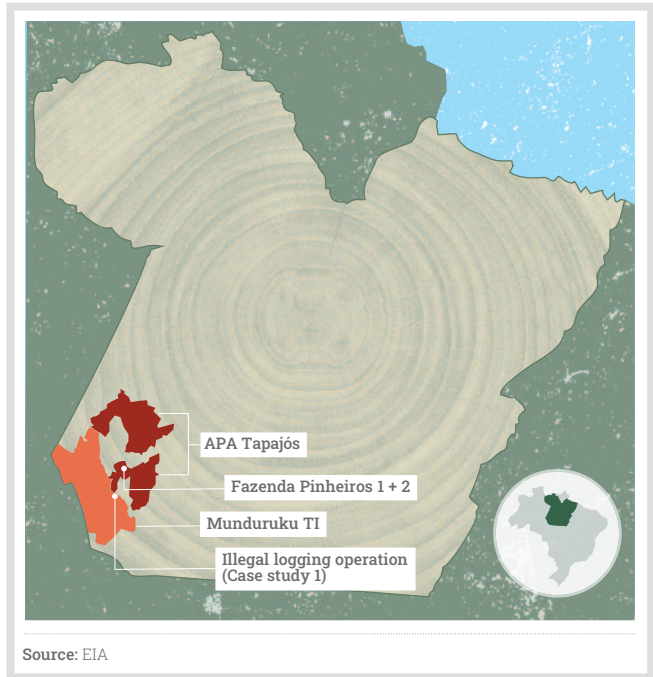 APA Tapajós
Fazenda Pinheiros 1 + 2
Munduruku TI
Illegal logging operation
(Case study 1)
Source: EIA